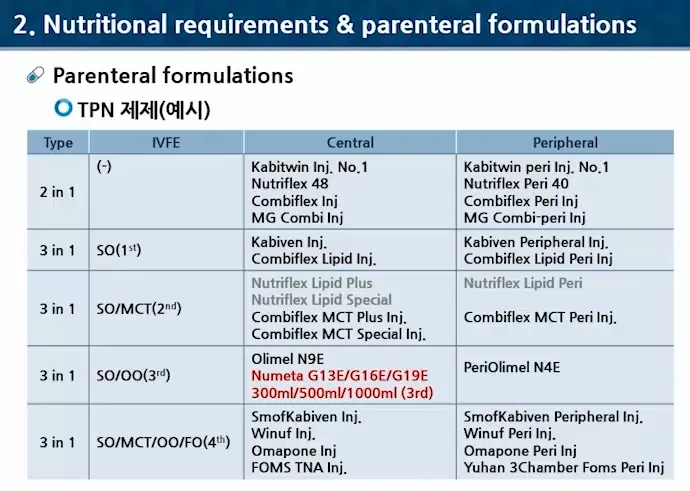 2. Nutritional requirements & parenteral formulations
Parenteral formulations
TPN 제제(예시)
Type IVFE Central Peripheral
2 in 1
(-)
Kabitwin Inj. No.1
Nutriflex 48
Combiflex Inj
MG Combi Inj
Kabitwin peri Inj. No.1
Nutriflex Peri 40
Combiflex Peri Inj
MG Combi-peri Inj
3 in 1
SO(1st)
Kabiven Inj.
Combiflex Lipid Inj.
Kabiven Peripheral Inj.
Combiflex Lipid Peri Inj
3 in 1
SO/MCT(2nd)
Nutriflex Lipid Plus
Nutriflex Lipid Special
Combiflex MCT Plus Inj.
Combiflex MCT Special Inj.
Nutriflex Lipid Peri
Combiflex MCT Peri Inj.
3 in 1
SO/OO(3rd)
Olimel N9E
Numeta G13E/G16E/G19E
300ml/500ml/1000ml (3rd)
PeriOlimel N4E
3 in 1
SO/MCT/OO/FO(4th)
SmofKabiven Inj.
Winuf Inj.
Omapone Inj
FOMS TNA Inj.
SmofKabiven Peripheral Inj.
Winuf Peri Inj.
Omapone Peri Inj
Yuhan 3Chamber Foms Peri Inj